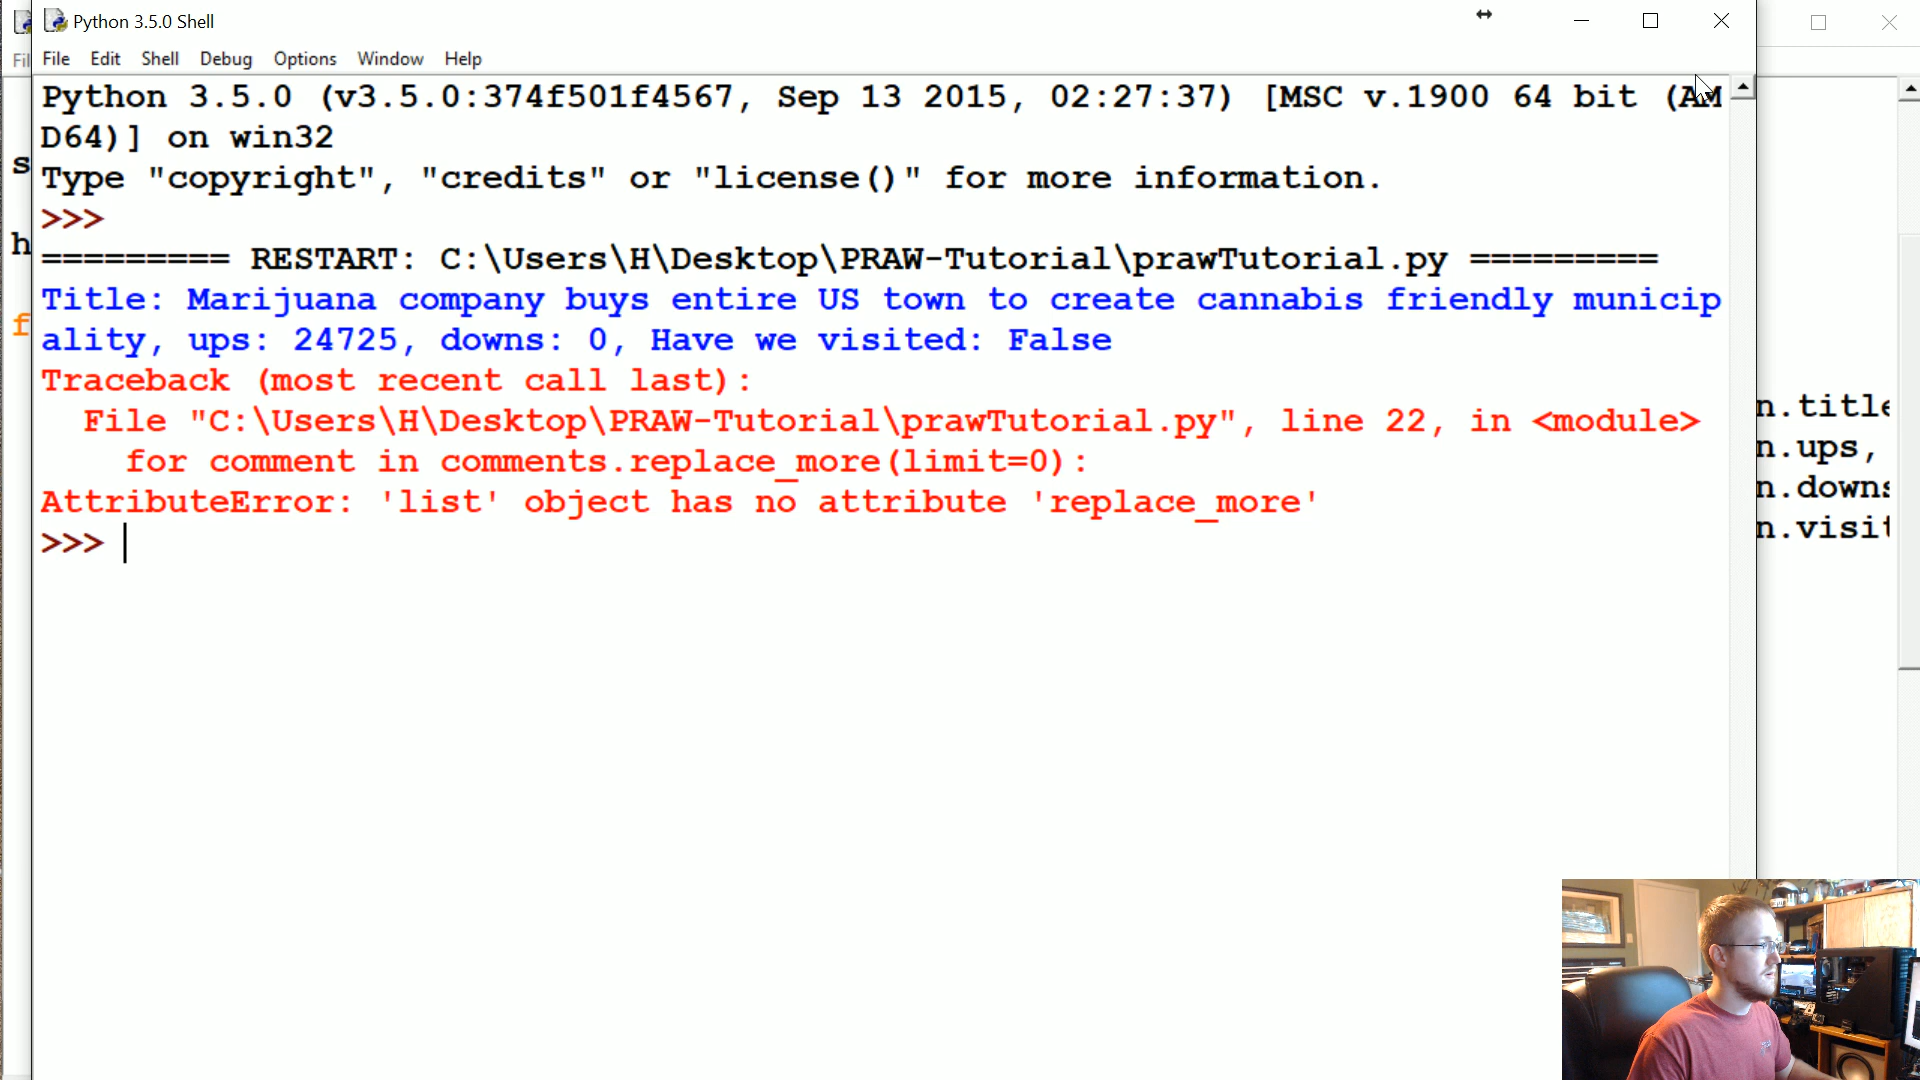 Python 3.5.0 Shell
Fil
File Edit Shell Debug Options Window Help
Python 3.5.0 (v3.5.0:374f501f4567, Sep 13 2015, 02:27:37) [MSC v.1900 64 bit (AM
D64)] on win32
Type "copyright", "credits" or "license()" for more information.
>>>
========= RESTART: C:\Users\H\Desktop\PRAW-Tutorial\prawTutorial.py =========
Title: Marijuana company buys entire US town to create cannabis friendly municip
ality, ups: 24725, downs: 0, Have we visited: False
Traceback (most recent call last):
  File "C:\Users\H\Desktop\PRAW-Tutorial\prawTutorial.py", line 22, in <module>
    for comment in comments.replace_more(limit=0):
AttributeError: 'list' object has no attribute 'replace_more'
>>>
s
h
f
n.title
n.ups,
n.downs
n.visit